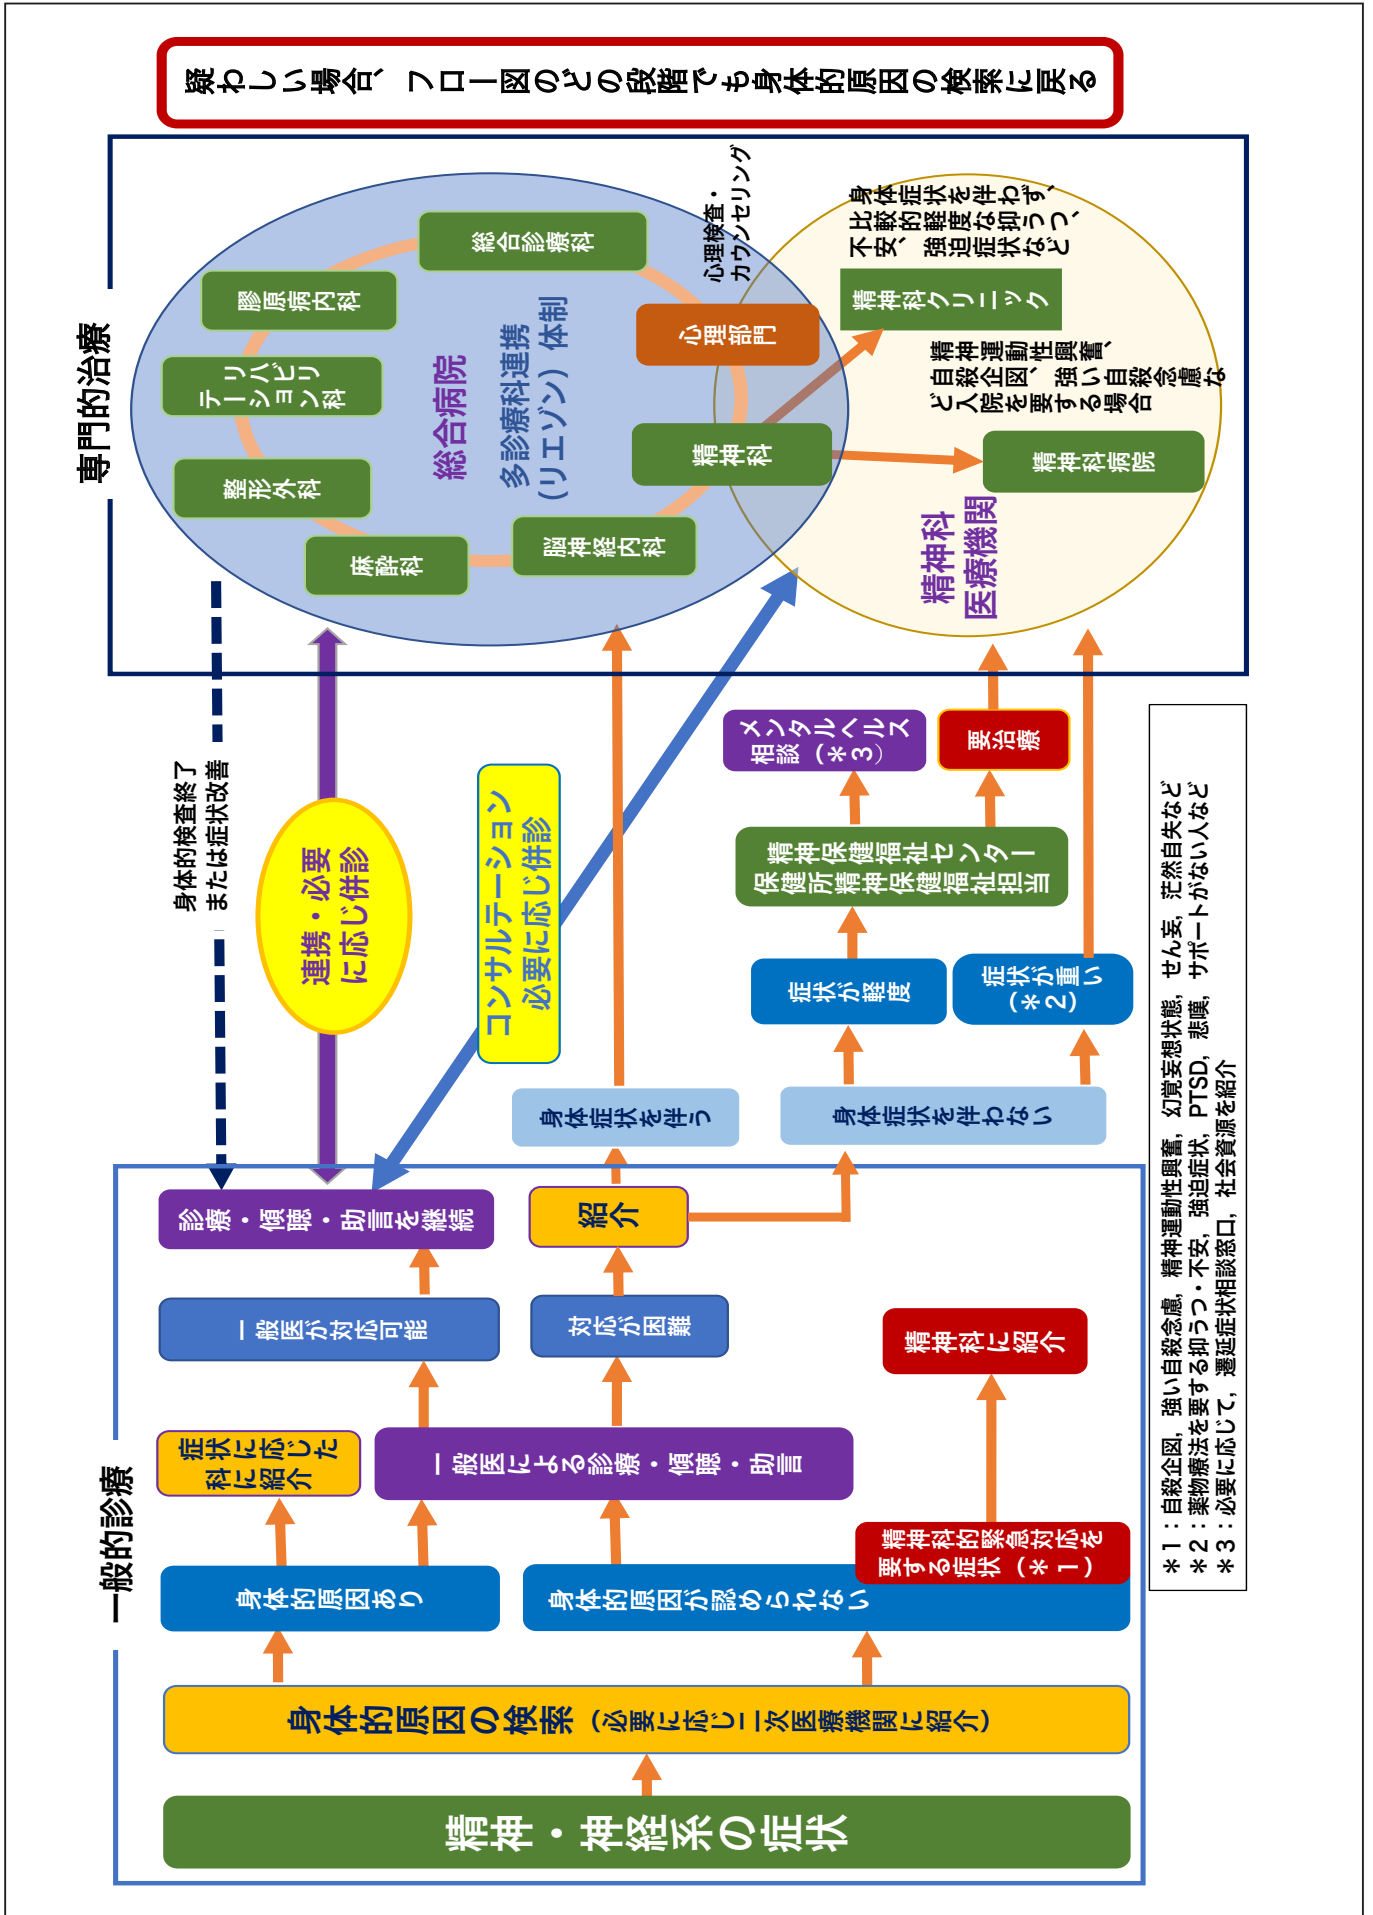 一般的診療
精神・神経系の症状
身体的原因の検索（必要に応じ二次医療機関に紹介）
身体的原因あり
身体的原因が認められない
精神科的緊急対応を
要する症状（＊１）
症状に応じた
科に紹介
一般医による診療・傾聴・助言
精神科に紹介
一般医が対応可能
対応が困難
診療・傾聴・助言を継続
紹介
身体症状を伴う
身体症状を伴わない
症状が軽度
症状が重い
（＊２）
精神保健福祉センター
保健所精神保健福祉担当
メンタルヘルス
相談（＊３）
要治療
コンサルテーション
必要に応じ併診
連携・必要
に応じ併診
身体的検査終了
または症状改善
専門的治療
総合病院
多診療科連携
（リエゾン）体制
総合診療科
膠原病内科
リハビリ
テーション科
整形外科
麻酔科
脳神経内科
精神科
心理部門
心理検査・
カウンセリング
精神科
医療機関
精神科クリニック
身体症状を伴わず、
比較的軽度な抑うつ、
不安、強迫症状など
精神科病院
精神運動性興奮、
自殺企図、強い自殺念慮な
ど入院を要する場合
疑わしい場合、フロー図のどの段階でも身体的原因の検索に戻る
＊１：自殺企図，強い自殺念慮，精神運動性興奮，幻覚妄想状態，せん妄，茫然自失など
＊２：薬物療法を要する抑うつ・不安，強迫症状，PTSD，悲嘆，サポートがない人など
＊３：必要に応じて，遷延症状相談窓口，社会資源を紹介